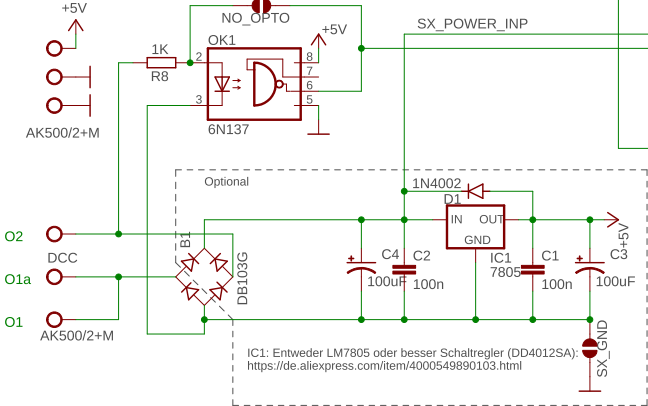 +5V
NO_OPTO
SX_POWER_INP
OK1
+5V
1K
R8
2
3
8
7
6
5
6N137
AK500/2+M
Optional
1N4002
D1
IN
OUT
GND
IC1
7805
+5V
O2
DCC
O1a
O1
AK500/2+M
B1
DB103G
C4
100uF
C2
100n
C1
100n
C3
100uF
SX_GND
IC1: Entweder LM7805 oder besser Schaltregler (DD4012SA):
https://de.aliexpress.com/item/4000549890103.html